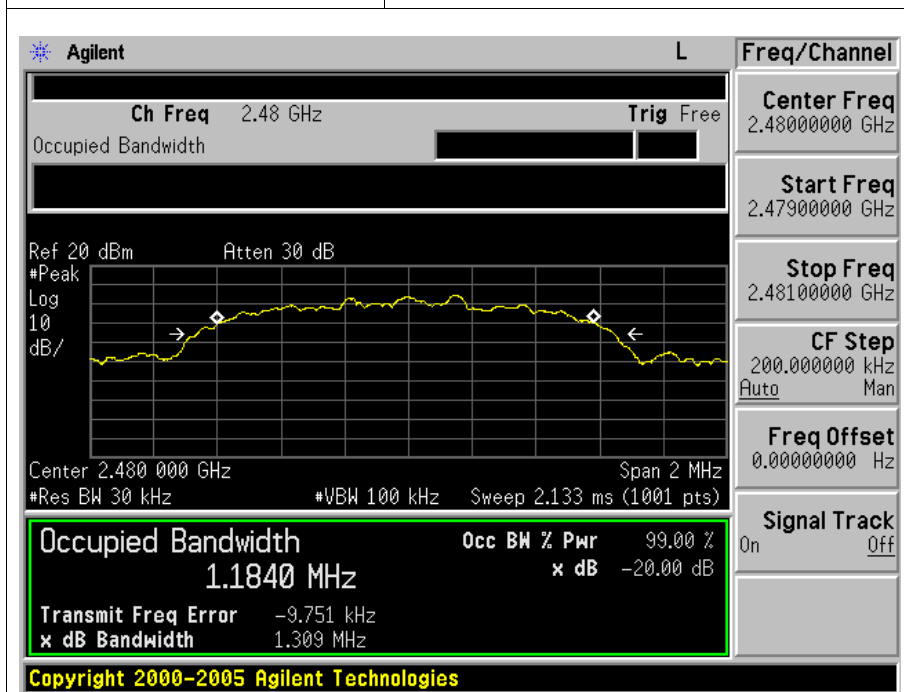 Agilent L Freq/Channel
Ch Freq 2.48 GHz Trig Free
Occupied Bandwidth
Center Freq
2.48000000 GHz
Start Freq
2.47900000 GHz
Stop Freq
2.48100000 GHz
CF Step
200.000000 kHz
Auto Man
Freq Offset
0.00000000 Hz
Signal Track
On Off
Ref 20 dBm Atten 30 dB
#Peak
Log
10
dB/
Center 2.480 000 GHz Span 2 MHz
#Res BW 30 kHz #VBW 100 kHz Sweep 2.133 ms (1001 pts)
Occupied Bandwidth Occ BW % Pwr 99.00 %
1.1840 MHz x dB -20.00 dB
Transmit Freq Error -9.751 kHz
x dB Bandwidth 1.309 MHz
Copyright 2000-2005 Agilent Technologies